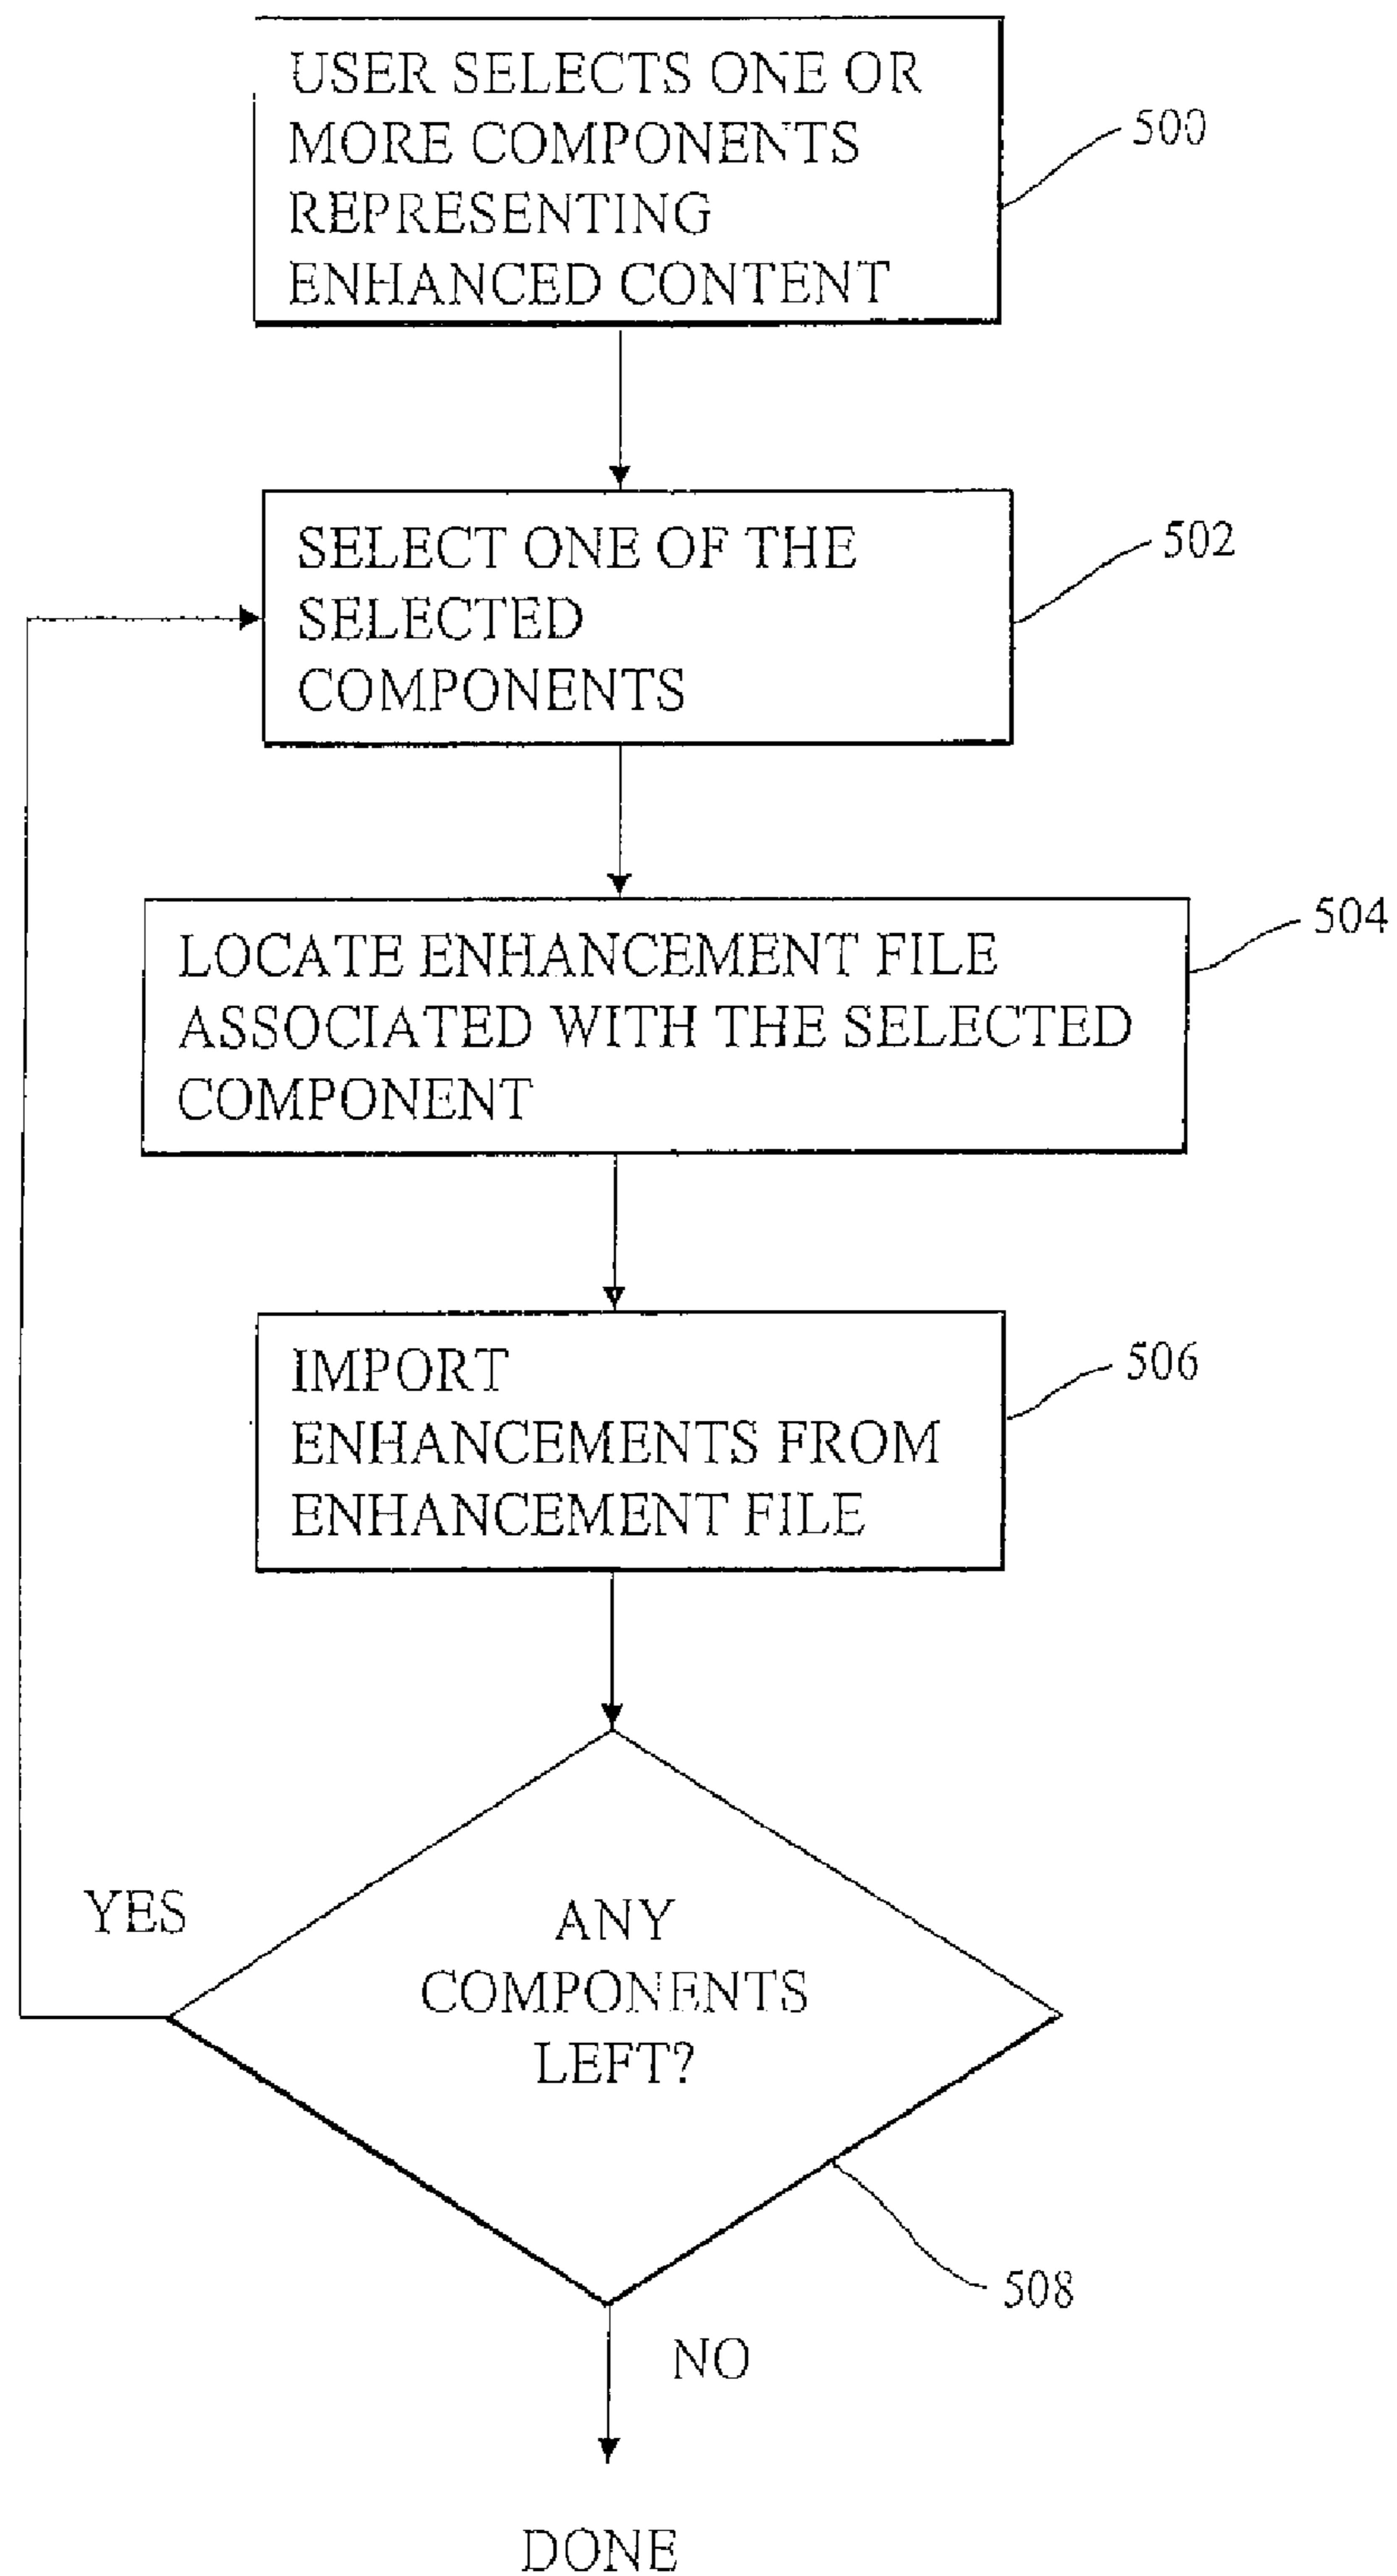 USER SELECTS ONE OR
MORE COMPONENTS
REPRESENTING
ENHANCED CONTENT
500
SELECT ONE OF THE
SELECTED
COMPONENTS
502
LOCATE ENHANCEMENT FILE
ASSOCIATED WITH THE SELECTED
COMPONENT
504
IMPORT
ENHANCEMENTS FROM
ENHANCEMENT FILE
506
YES
ANY
COMPONENTS
LEFT?
508
NO
DONE